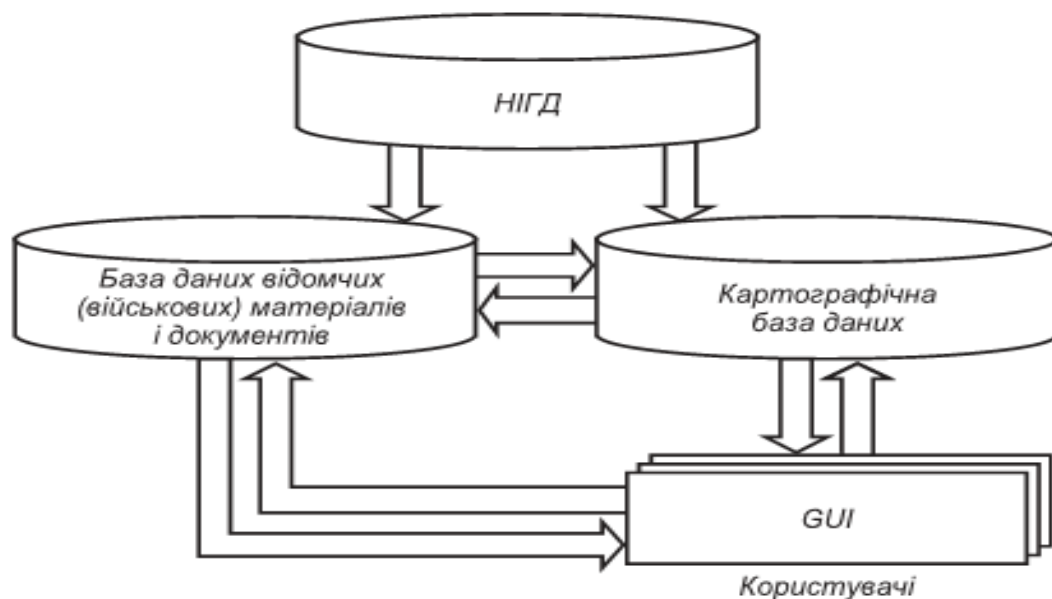 НІГД
База даних відомчих
(військових) матеріалів
і документів
Картографічна
база даних
GUI
Користувачі